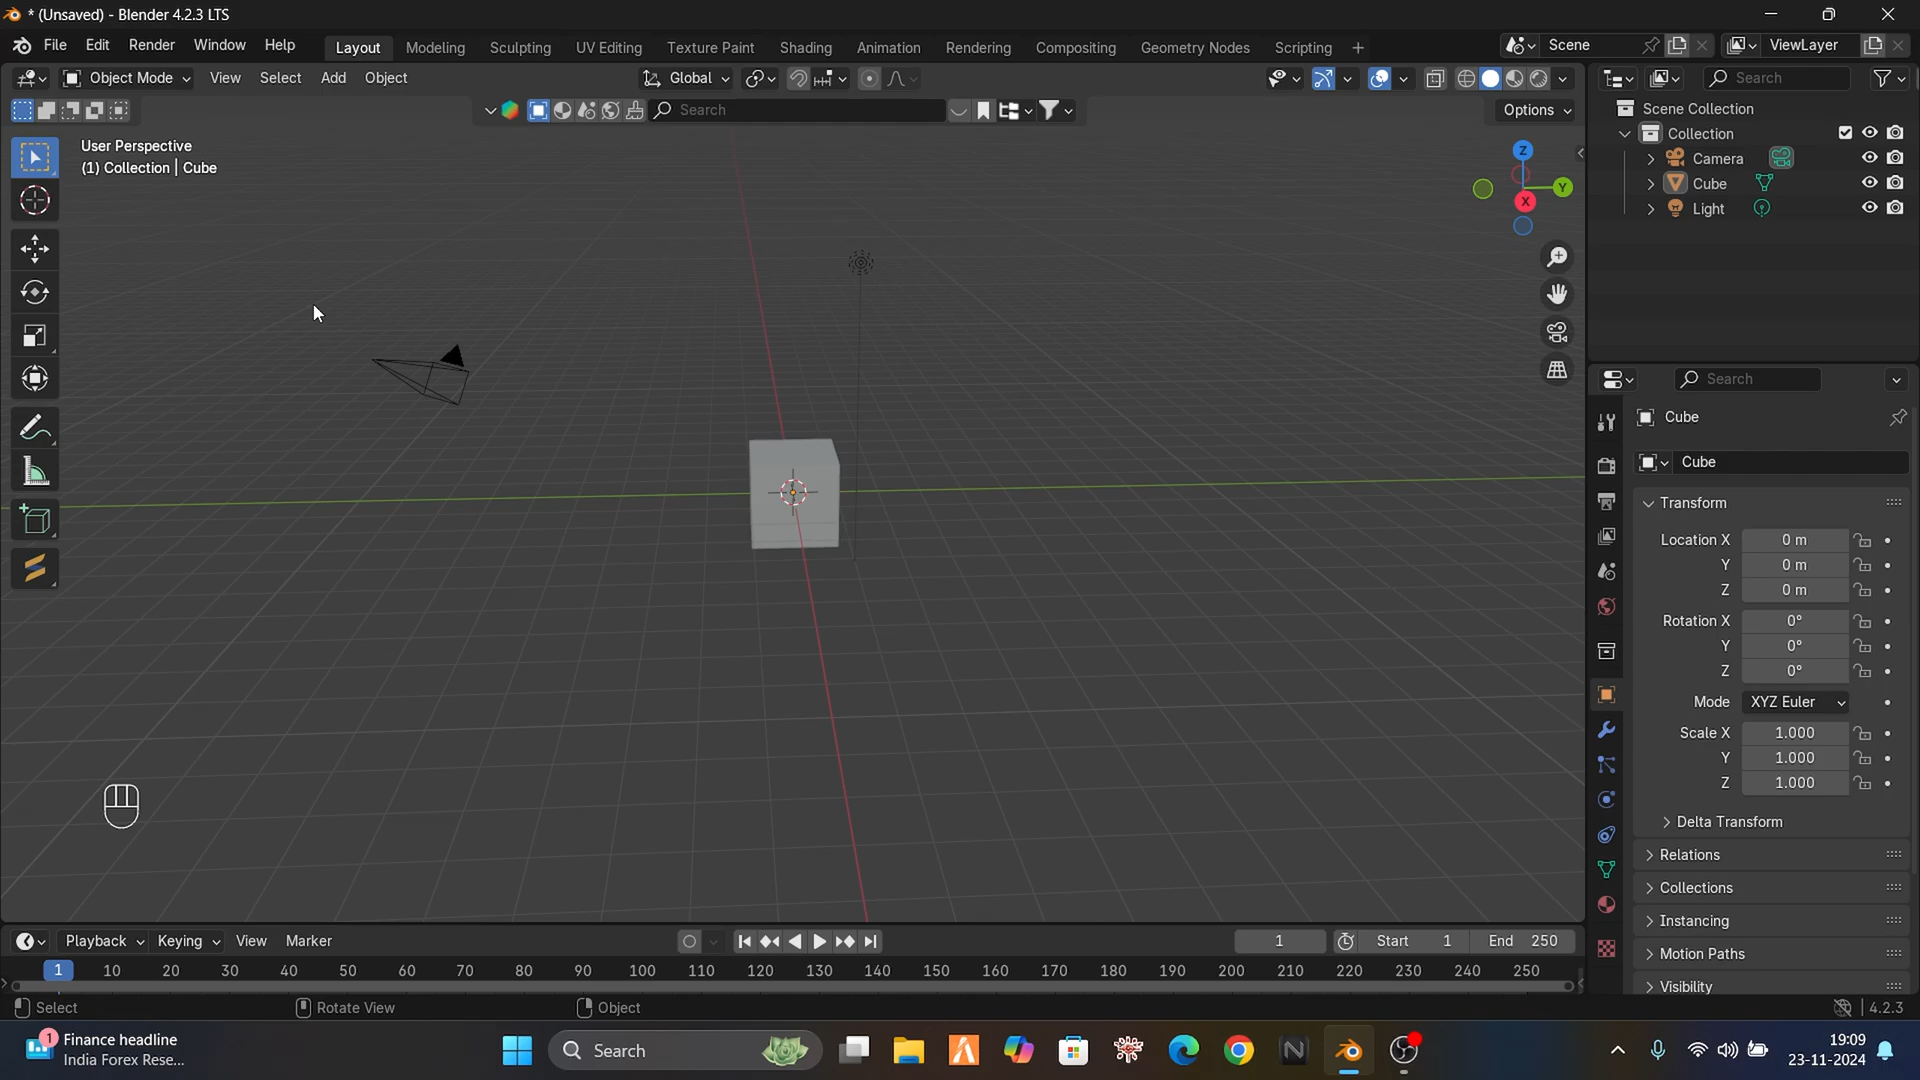 * (Unsaved) - Blender 4.2.3 LTS
File Edit Render Window Help Layout Modeling Sculpting UV Editing Texture Paint Shading Animation Rendering Compositing Geometry Nodes Scripting + Scene ViewLayer
Object Mode View Select Add Object Global Search
Search Options
User Perspective
(1) Collection | Cube
Z
Y
X
Scene Collection
Collection
Camera
Cube
Light
Search
Cube
Cube
Transform
Location X 0 m
Y 0 m
Z 0 m
Rotation X 0°
Y 0°
Z 0°
Mode XYZ Euler
Scale X 1.000
Y 1.000
Z 1.000
Delta Transform
Relations
Collections
Instancing
Motion Paths
Visibility
Playback Keying View Marker 1 Start 1 End 250
1 10 20 30 40 50 60 70 80 90 100 110 120 130 140 150 160 170 180 190 200 210 220 230 240 250
Select Rotate View Object 4.2.3
1 Finance headline
India Forex Rese...
Search
19:09
23-11-2024